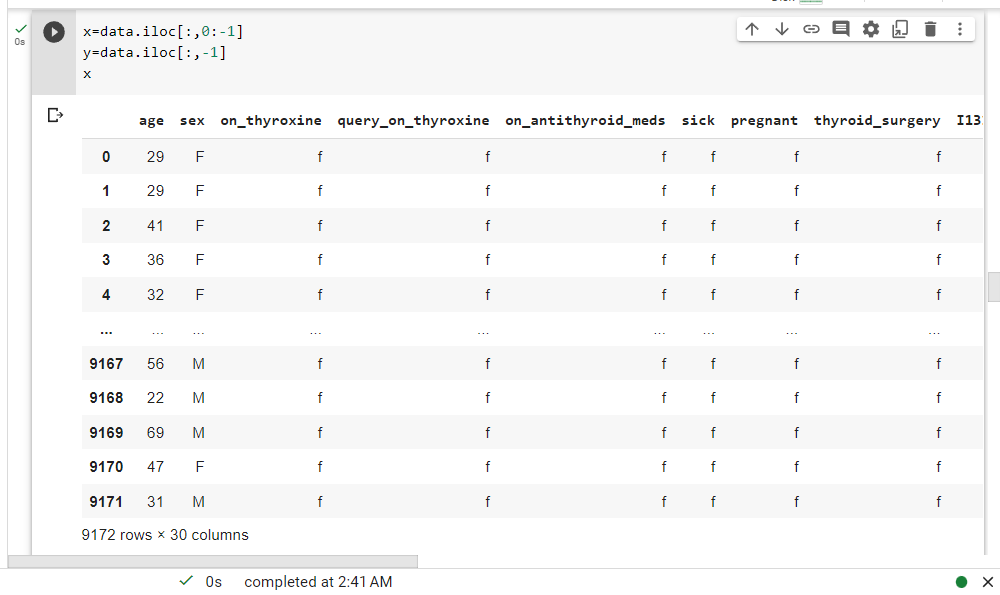 0s
x=data.iloc[:,0:-1]
y=data.iloc[:,-1]
x
age sex on_thyroxine query_on_thyroxine on_antithyroid_meds sick pregnant thyroid_surgery
0 29 F f f f f f f
1 29 F f f f f f f
2 41 F f f f f f f
3 36 F f f f f f f
4 32 F f f f f f f
... ... ... ... ... ... ... ... ...
9167 56 M f f f f f f
9168 22 M f f f f f f
9169 69 M f f f f f f
9170 47 F f f f f f f
9171 31 M f f f f f f
9172 rows × 30 columns
0s completed at 2:41 AM